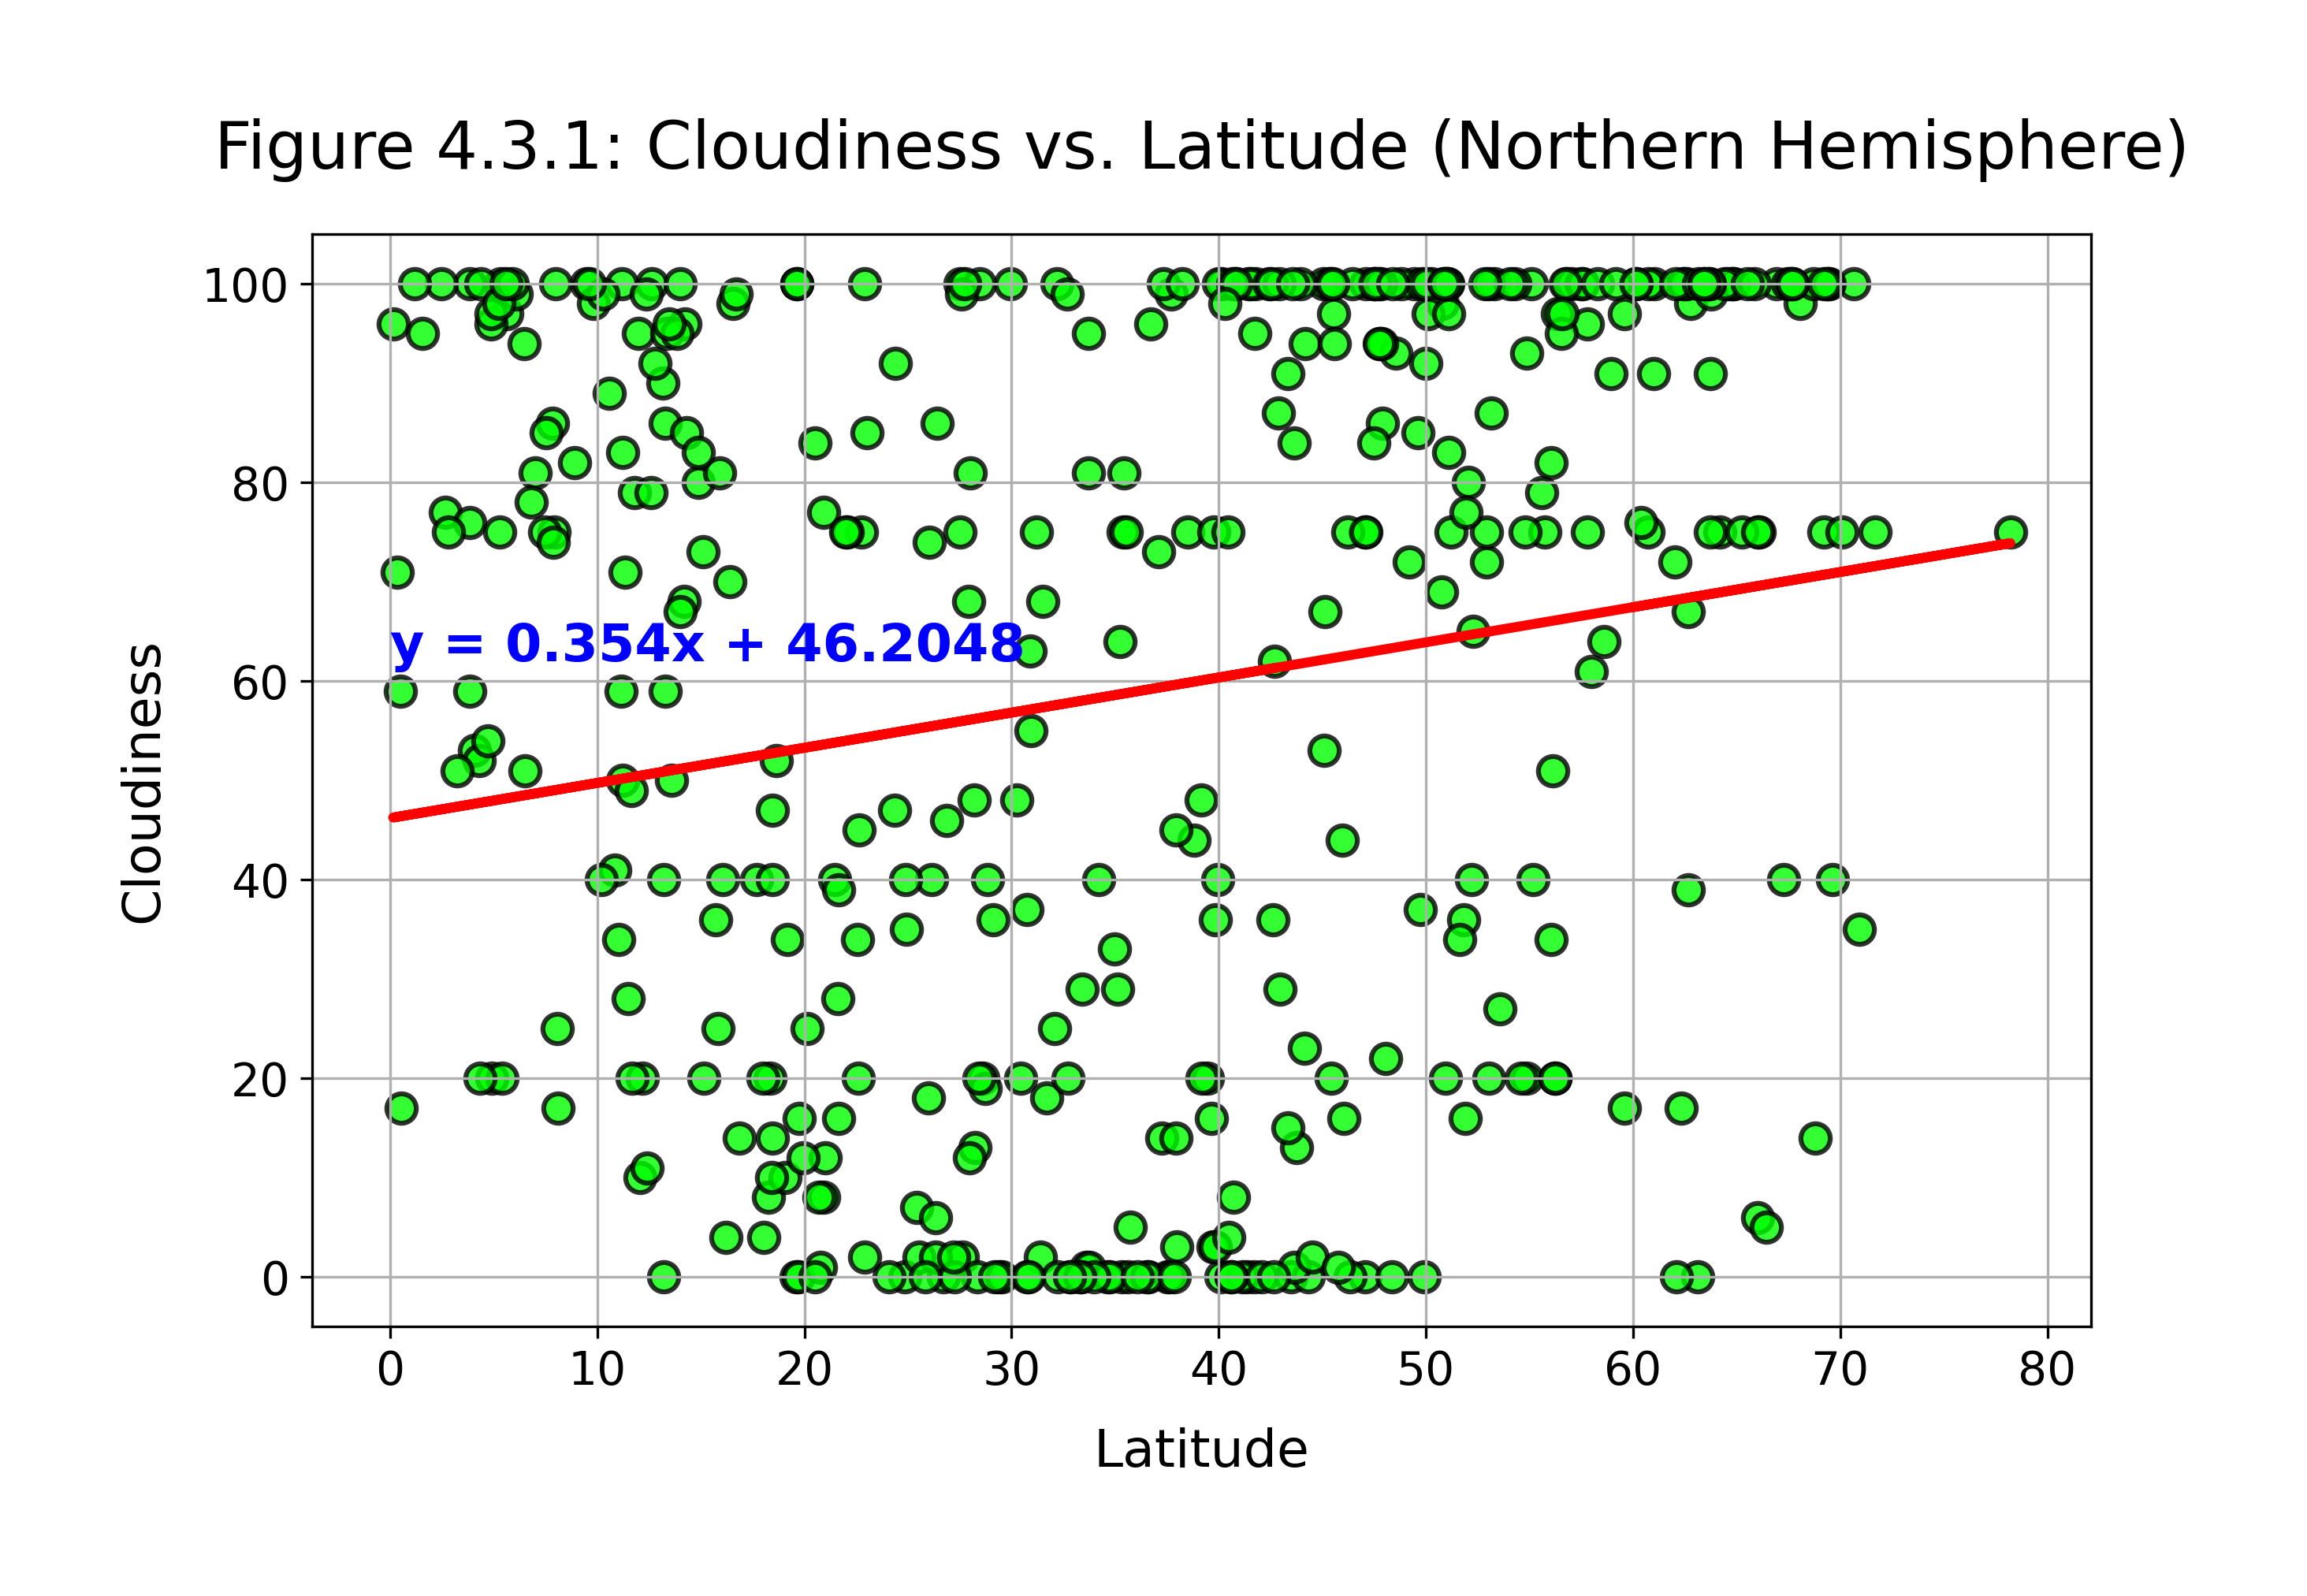 Figure 4.3.1: Cloudiness vs. Latitude (Northern Hemisphere)
100
80
60
40
20
0
Cloudiness
y = 0.354x + 46.2048
0 10 20 30 40 50 60 70 80
Latitude